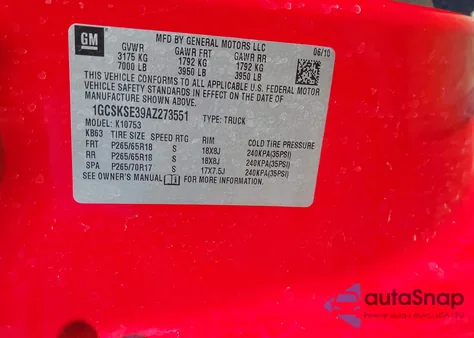 GM
MFD BY GENERAL MOTORS LLC
06/10
GVWR GAWR FRT GAWR RR
3175 KG 1792 KG 1792 KG
7000 LB 3950 LB 3950 LB
THIS VEHICLE CONFORMS TO ALL APPLICABLE U.S. FEDERAL MOTOR
VEHICLE SAFETY STANDARDS IN EFFECT ON THE DATE OF
MANUFACTURE SHOWN ABOVE.
1GCSKSE39AZ273551 TYPE: TRUCK
MODEL: K10753
KB63 TIRE SIZE SPEED RTG RIM COLD TIRE PRESSURE
FRT P265/65R18 S 18X8J 240KPA(35PSI)
RR P265/65R18 S 18X8J 240KPA(35PSI)
SPA P265/70R17 S 17X7.5J 240KPA(35PSI)
SEE OWNER'S MANUAL FOR MORE INFORMATION.
autaSnap